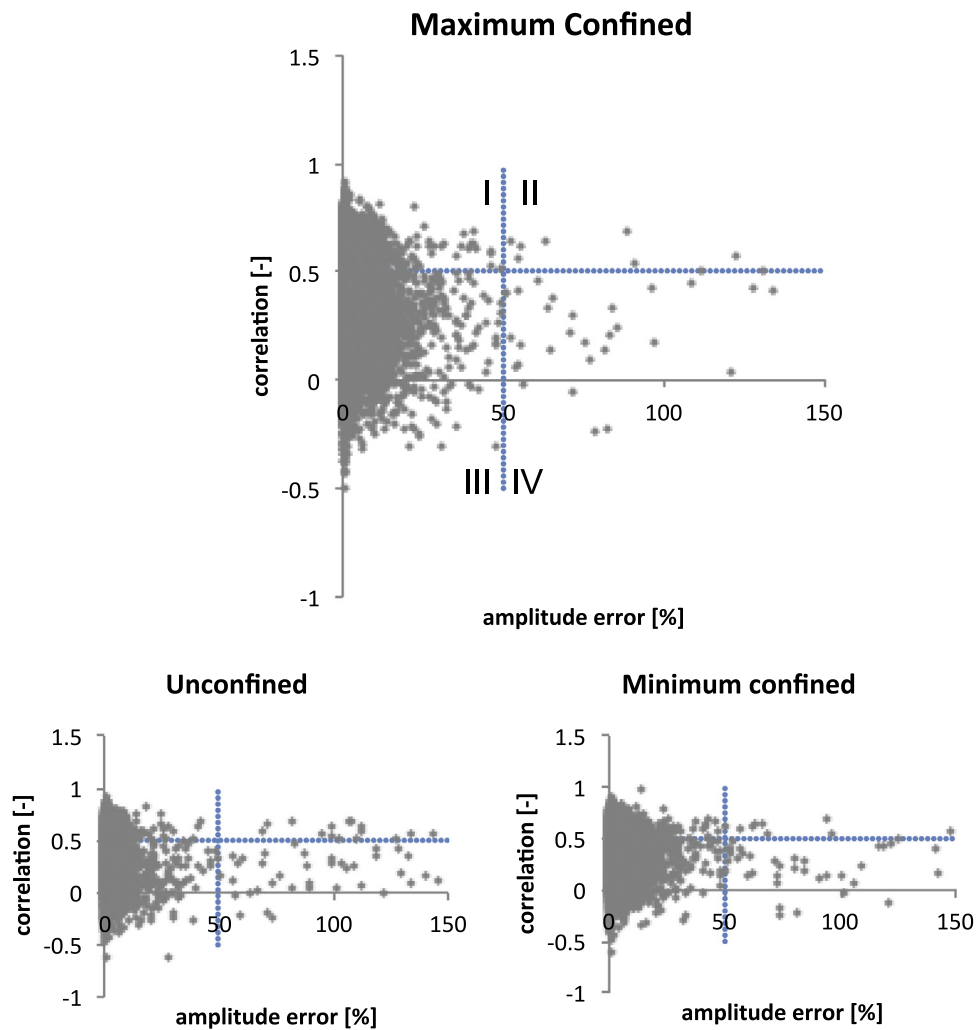 Maximum Confined
1.5
1
I II
0.5
correlation [-]
0
0 50 100 150
III IV
-0.5
-1
amplitude error [%]
Unconfined
1.5
1
0.5
correlation [-]
0
0 50 100 150
-0.5
-1
amplitude error [%]
Minimum confined
1.5
1
0.5
correlation [-]
0
0 50 100 150
-0.5
-1
amplitude error [%]